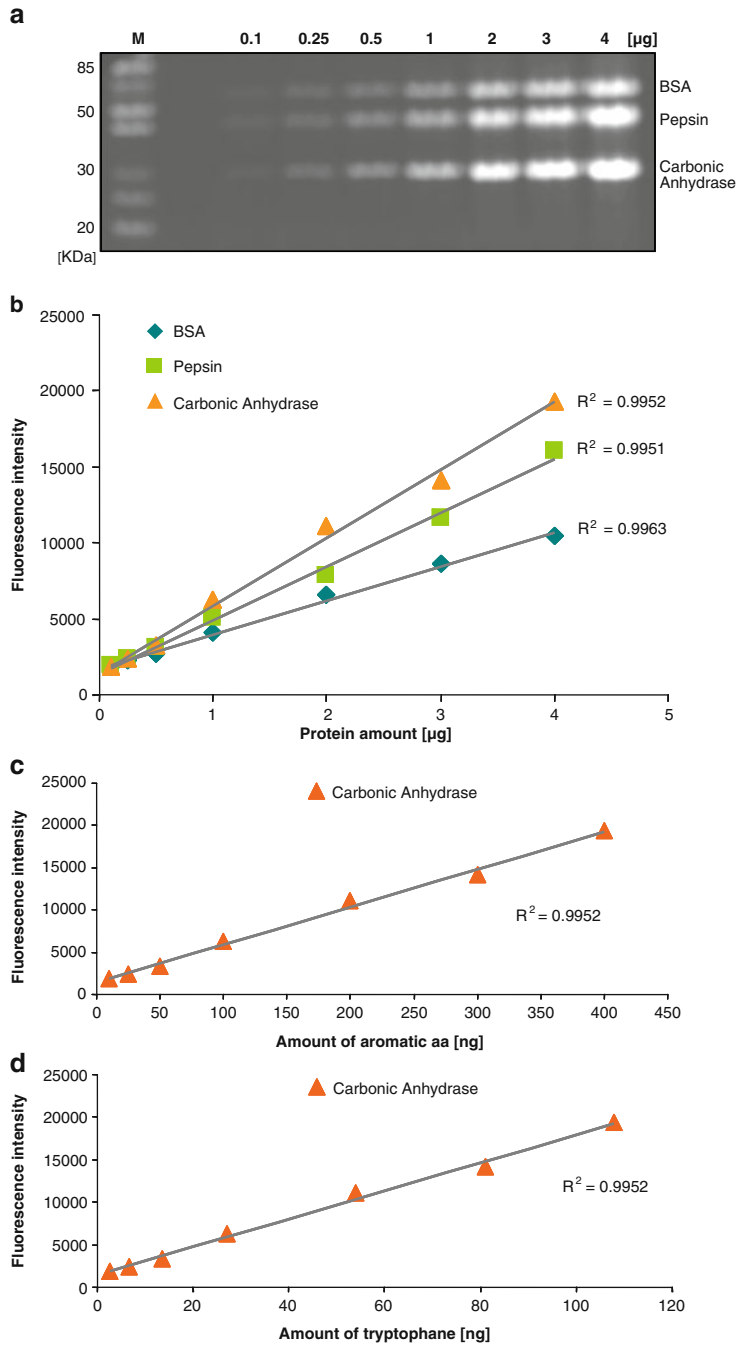 a
M 0.1 0.25 0.5 1 2 3 4 [µg]
85
50
30
20
[KDa]
BSA
Pepsin
Carbonic
Anhydrase
b
25000
20000
15000
10000
5000
0
Fluorescence intensity
BSA
Pepsin
Carbonic Anhydrase
R² = 0.9952
R² = 0.9951
R² = 0.9963
0 1 2 3 4 5
Protein amount [µg]
c
25000
20000
15000
10000
5000
0
Fluorescence intensity
Carbonic Anhydrase
R² = 0.9952
0 50 100 150 200 250 300 350 400 450
Amount of aromatic aa [ng]
d
25000
20000
15000
10000
5000
0
Fluorescence intensity
Carbonic Anhydrase
R² = 0.9952
0 20 40 60 80 100 120
Amount of tryptophane [ng]